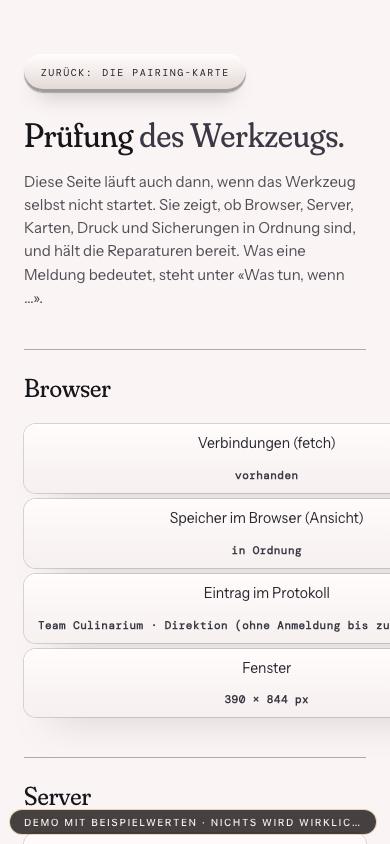 ZURÜCK: DIE PAIRING-KARTE
Prüfung des Werkzeugs.
Diese Seite läuft auch dann, wenn das Werkzeug
selbst nicht startet. Sie zeigt, ob Browser, Server,
Karten, Druck und Sicherungen in Ordnung sind,
und hält die Reparaturen bereit. Was eine
Meldung bedeutet, steht unter «Was tun, wenn
…».
Browser
Verbindungen (fetch)
vorhanden
Speicher im Browser (Ansicht)
in Ordnung
Eintrag im Protokoll
Team Culinarium · Direktion (ohne Anmeldung bis zu
Fenster
390 × 844 px
Server
DEMO MIT BEISPIELWERTEN · NICHTS WIRD WIRKLIC…